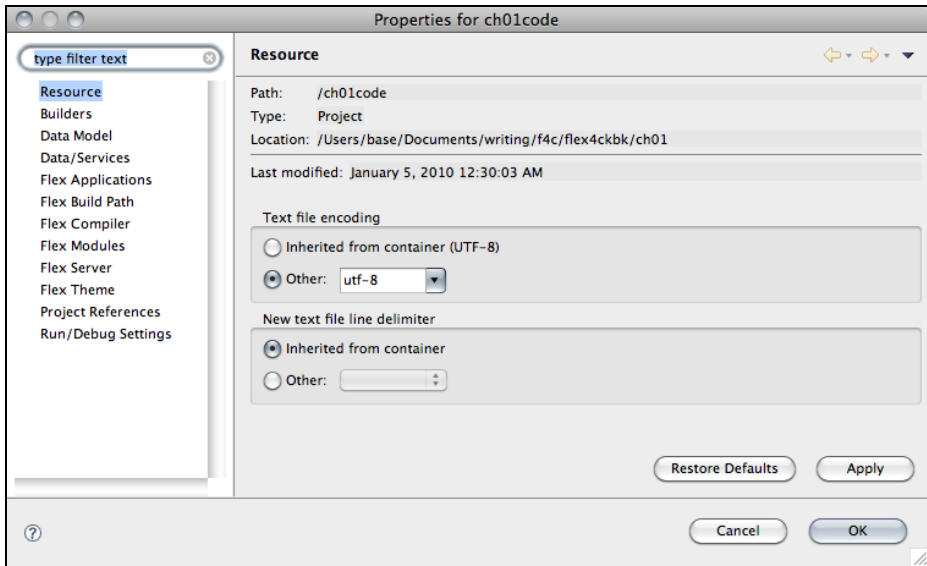 Properties for ch01code
type filter text
Resource
Builders
Data Model
Data/Services
Flex Applications
Flex Build Path
Flex Compiler
Flex Modules
Flex Server
Flex Theme
Project References
Run/Debug Settings
Resource
Path: /ch01code
Type: Project
Location: /Users/base/Documents/writing/f4c/flex4ckbk/ch01
Last modified: January 5, 2010 12:30:03 AM
Text file encoding
Inherited from container (UTF-8)
Other: utf-8
New text file line delimiter
Inherited from container
Other:
Restore Defaults Apply
? Cancel OK